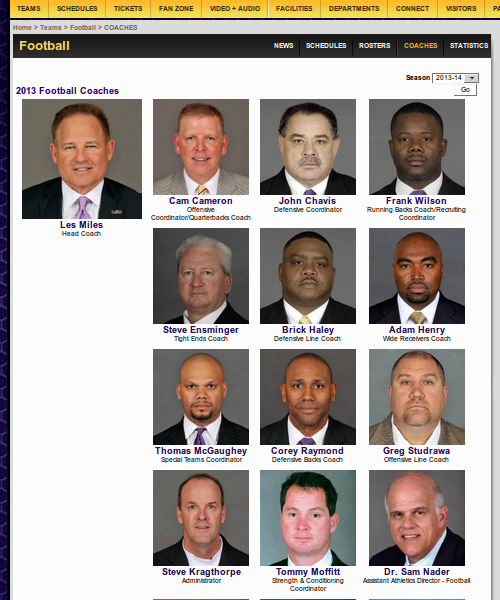 TEAMS SCHEDULES TICKETS FAN ZONE VIDEO + AUDIO FACILITIES DEPARTMENTS CONNECT VISITORS
Home > Teams > Football > COACHES
Football NEWS SCHEDULES ROSTERS COACHES STATISTICS
Season 2013-14
Go
2013 Football Coaches
Les Miles
Head Coach
Cam Cameron
Offensive
Coordinator/Quarterbacks Coach
John Chavis
Defensive Coordinator
Frank Wilson
Running Backs Coach/Recruiting
Coordinator
Steve Ensminger
Tight Ends Coach
Brick Haley
Defensive Line Coach
Adam Henry
Wide Receivers Coach
Thomas McGaughey
Special Teams Coordinator
Corey Raymond
Defensive Backs Coach
Greg Studrawa
Offensive Line Coach
Steve Kragthorpe
Administrator
Tommy Moffitt
Strength & Conditioning
Coordinator
Dr. Sam Nader
Assistant Athletics Director - Football